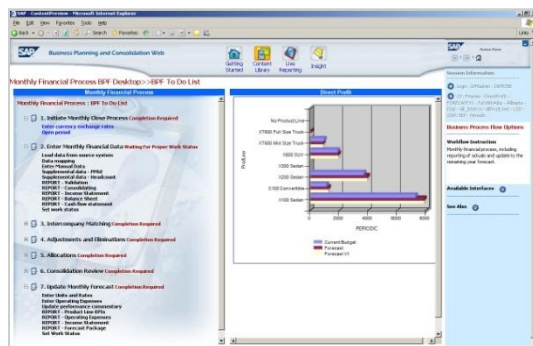 SAP - ContentPreview - Microsoft Internet Explorer
File Edit View Favorites Tools Help
Back Search Favorites
Links
SAP Business Planning and Consolidation Web
Getting Started
Content Library
Live Reporting
Insight
SAP
Monthly Financial Process BPF Desktop>>BPF To Do List
Monthly Financial Process
Monthly Financial Process : BPF To Do List
1. Initiate Monthly Close Process Completion Required
Enter currency exchange rates
Open period
2. Enter Monthly Financial Data Waiting For Proper Work Status
Load data from source system
Data mapping
Enter Manual Data
Supplemental data - PP&E
Supplemental data - Headcount
REPORT - Validation
REPORT - Consolidating
REPORT - Income Statement
REPORT - Balance Sheet
REPORT - Cash flow statement
Set work status
3. Intercompany Matching Completion Required
4. Adjustments and Eliminations Completion Required
5. Allocations Completion Required
6. Consolidation Review Completion Required
7. Update Monthly Forecast Completion Required
Enter Units and Rates
Enter Operating Expenses
Update performance commentary
REPORT - Product Line KPIs
REPORT - Operating Expenses
REPORT - Income Statement
REPORT - Forecast Package
Set Work Status
Direct Profit
No Product Line
XT800 Full Size Truck
XT600 Mid Size Truck
X300 Sedan
X200 Sedan
X100 Convertible
X100 Sedan
0 2000 4000 6000 8000
PERIODIC
Current Budget
Forecast
Forecast V1
Session Information
Business Process Flow Options
Workflow Instruction
Monthly financial process, including reporting of actuals and update to the remaining year forecast.
Available Interfaces
See Also